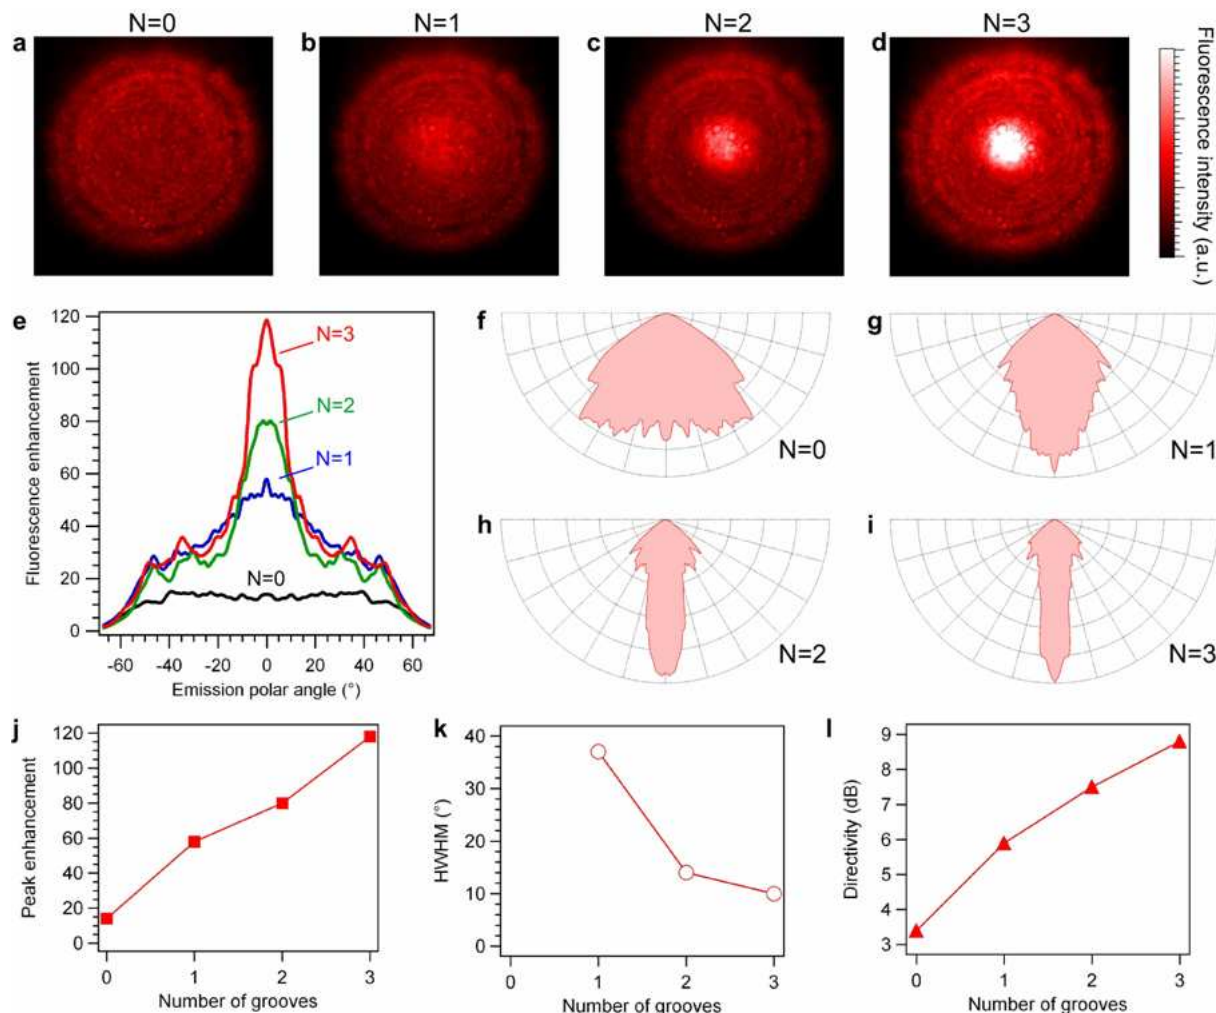 N=0
N=1
N=2
N=3
a
b
c
d
Fluorescence intensity (a.u.)
e
120
100
80
60
40
20
0
Fluorescence enhancement
N=3
N=2
N=1
N=0
-60
-40
-20
0
20
40
60
Emission polar angle (°)
f
N=0
g
N=1
h
N=2
i
N=3
j
120
100
80
60
40
20
0
Peak enhancement
0
1
2
3
Number of grooves
k
40
30
20
10
0
HWHM (°)
0
1
2
3
Number of grooves
l
9
8
7
6
5
4
3
Directivity (dB)
0
1
2
3
Number of grooves